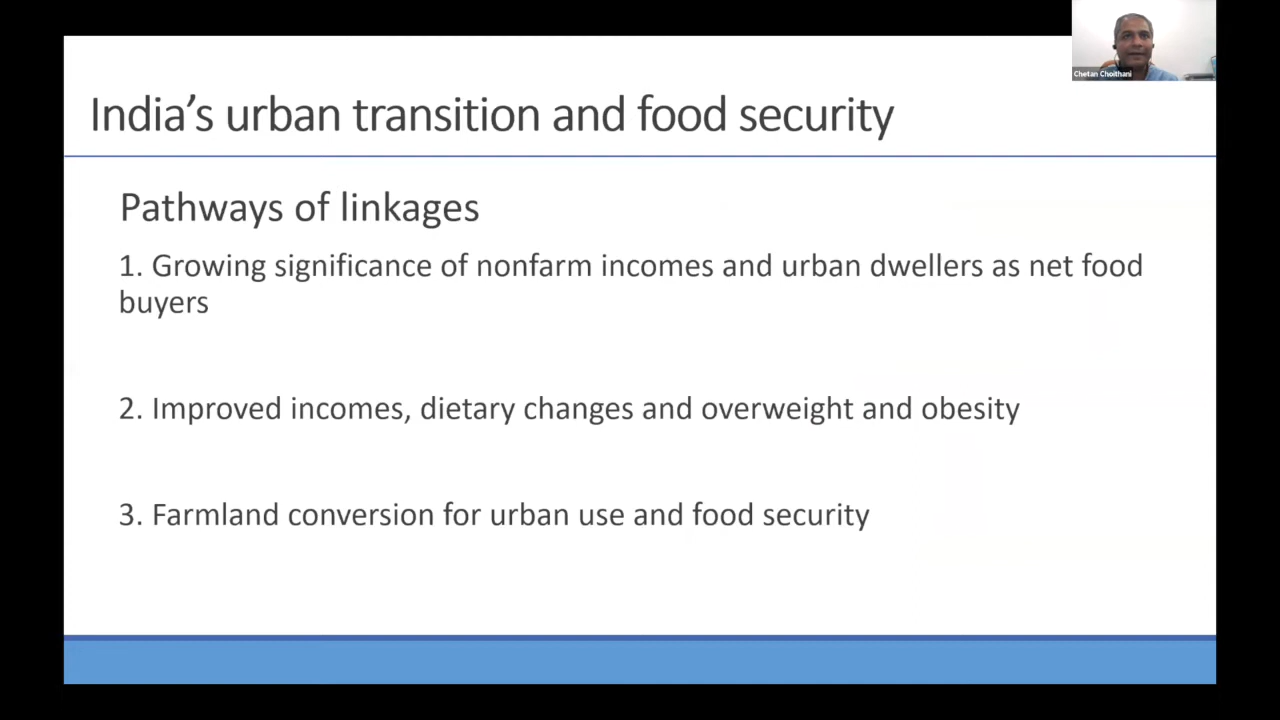 Chetan Choithani
India's urban transition and food security
Pathways of linkages
1. Growing significance of nonfarm incomes and urban dwellers as net food
buyers
2. Improved incomes, dietary changes and overweight and obesity
3. Farmland conversion for urban use and food security